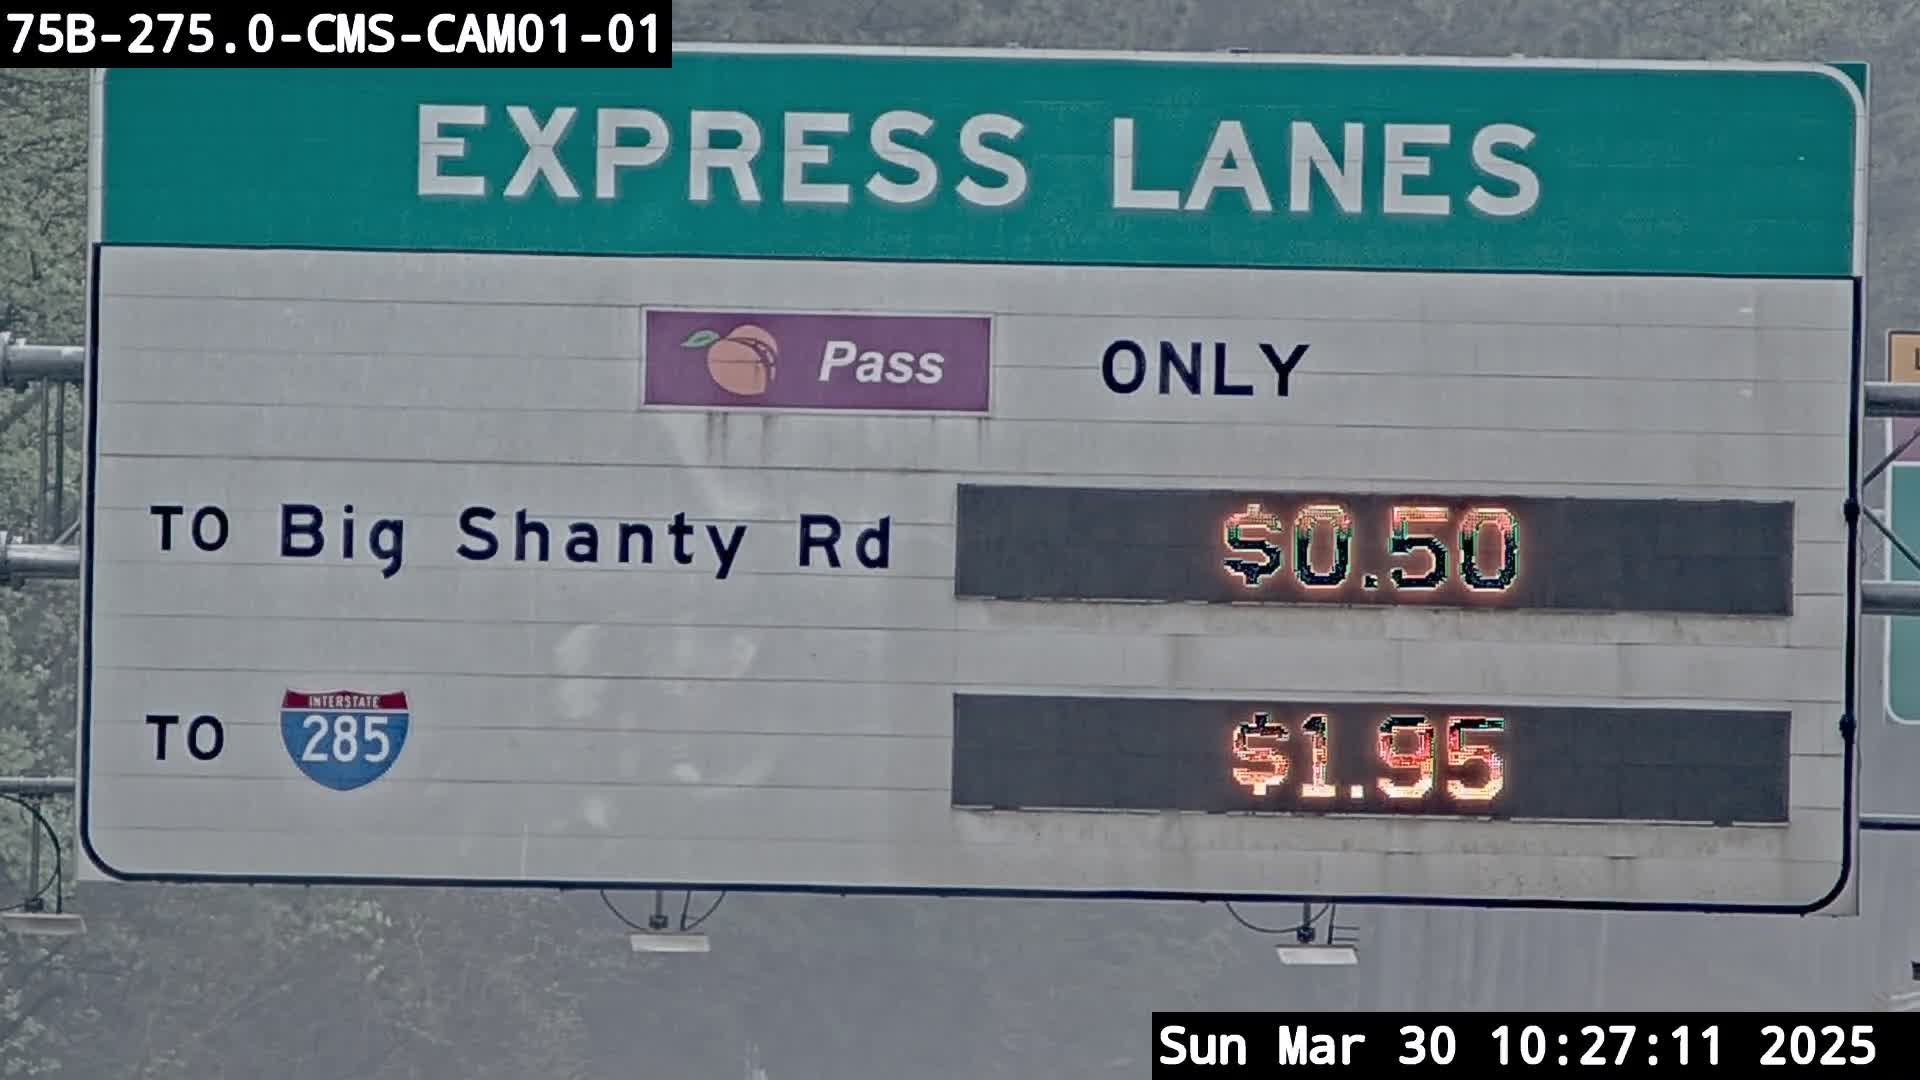 75B-275.0-CMS-CAM01-01
EXPRESS LANES
Pass ONLY
TO Big Shanty Rd $0.50
INTERSTATE
TO 285 $1.95
Sun Mar 30 10:27:11 2025